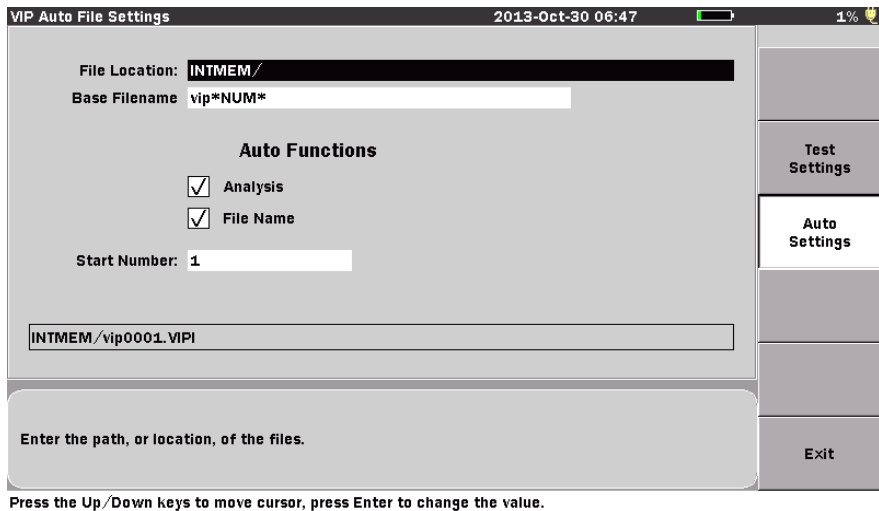 VIP Auto File Settings 2013-Oct-30 06:47 1%
File Location: INTMEM/
Base Filename vip*NUM*
Auto Functions
Analysis
File Name
Start Number: 1
INTMEM/vip0001.VIPI
Enter the path, or location, of the files.
Press the Up/Down keys to move cursor, press Enter to change the value.
Test
Settings
Auto
Settings
Exit